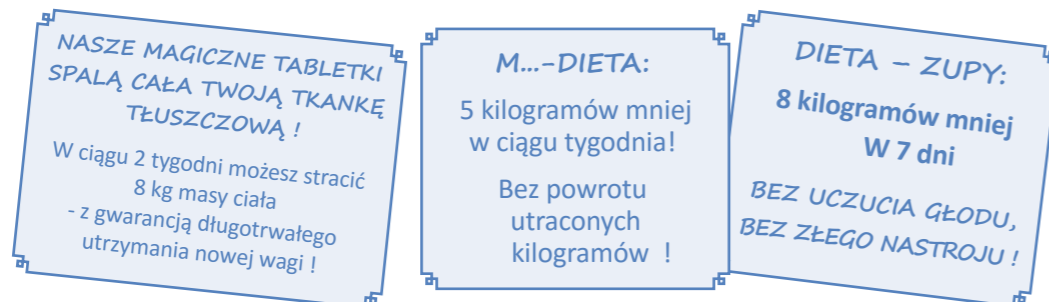 NASZE MAGICZNE TABLETKI
SPALĄ CAŁA TWOJĄ TKANKĘ
TŁUSZCZOWĄ !
W ciągu 2 tygodni możesz stracić
8 kg masy ciała
- z gwarancją długotrwałego
utrzymania nowej wagi !
M...-DIETA:
5 kilogramów mniej
w ciągu tygodnia!
Bez powrotu
utraconych
kilogramów !
DIETA – ZUPY:
8 kilogramów mniej
W 7 dni
BEZ UCZUCIA GŁODU,
BEZ ZŁEGO NASTROJU !